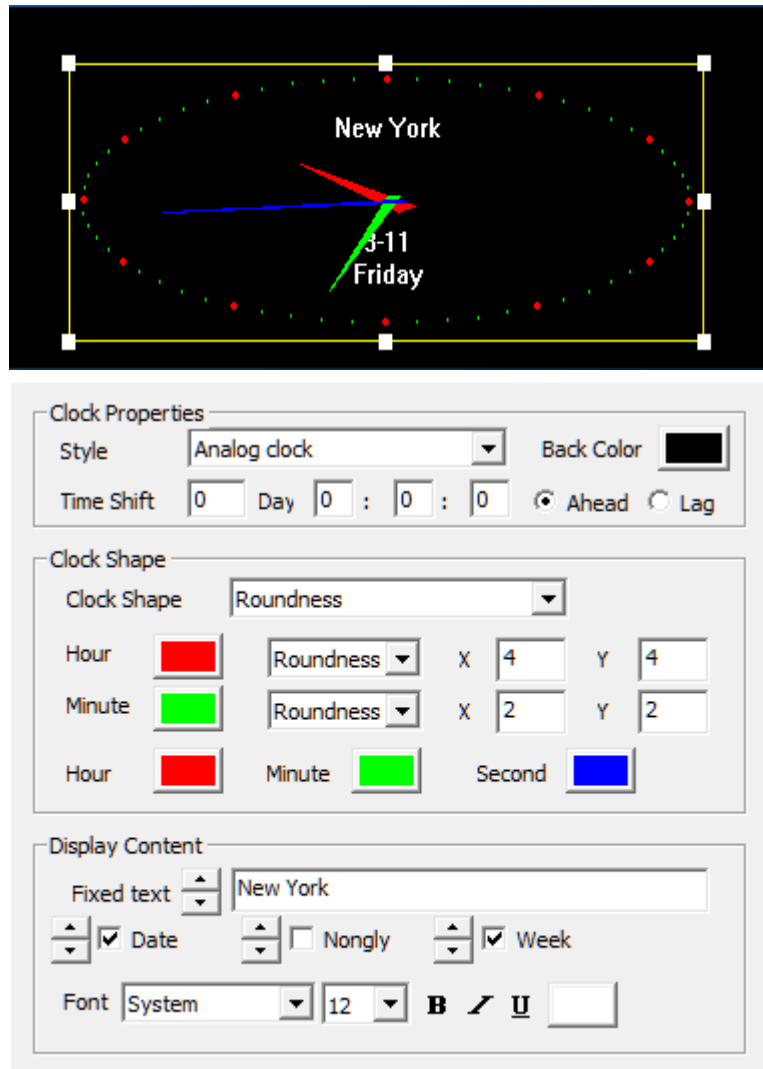 New York
3-11
Friday
Clock Properties
Style Analog clock Back Color
Time Shift 0 Day 0 : 0 : 0 Ahead Lag
Clock Shape
Clock Shape Roundness
Hour Roundness X 4 Y 4
Minute Roundness X 2 Y 2
Hour Minute Second
Display Content
Fixed text New York
Date Nongly Week
Font System 12 B I U